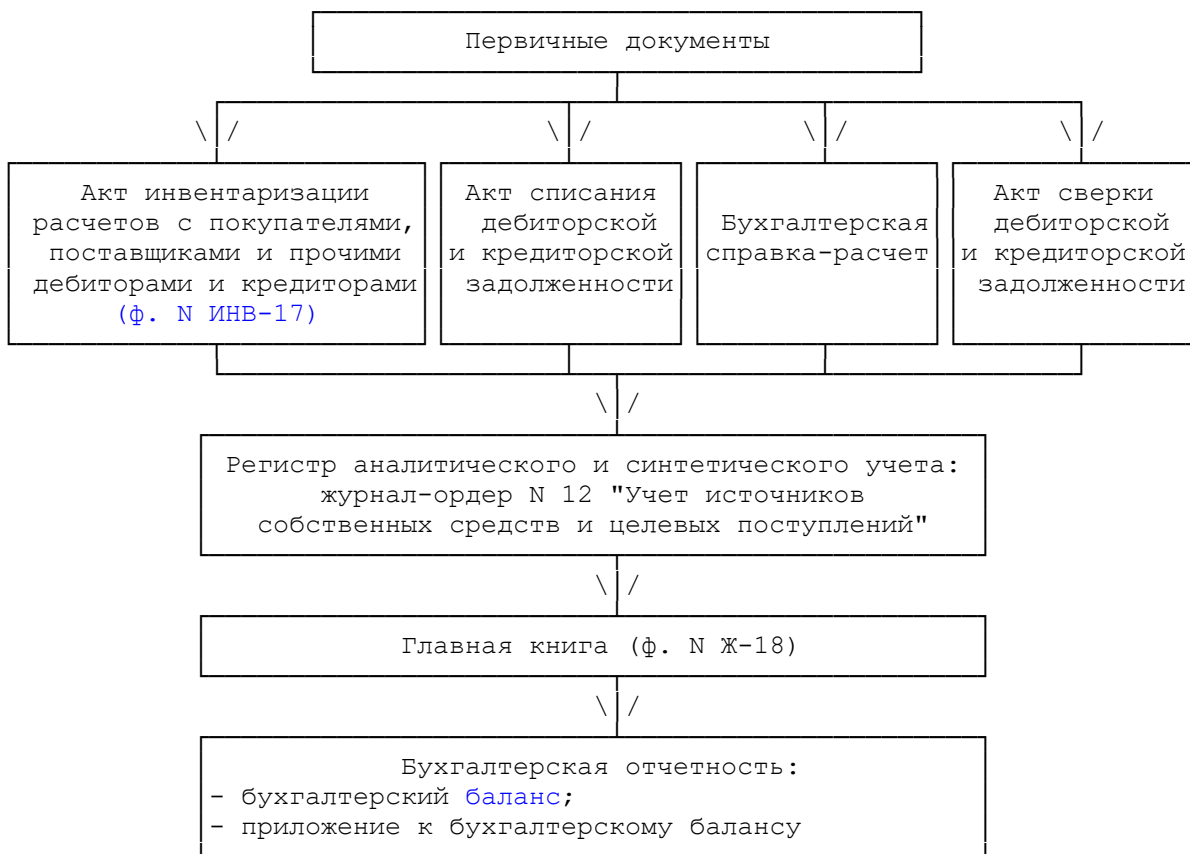 Первичные документы
Акт инвентаризации
расчетов с покупателями,
поставщиками и прочими
дебиторами и кредиторами
(ф. N ИНВ-17)
Акт списания
дебиторской
и кредиторской
задолженности
Бухгалтерская
справка-расчет
Акт сверки
дебиторской
и кредиторской
задолженности
Регистр аналитического и синтетического учета:
журнал-ордер N 12 "Учет источников
собственных средств и целевых поступлений"
Главная книга (ф. N Ж-18)
Бухгалтерская отчетность:
- бухгалтерский баланс;
- приложение к бухгалтерскому балансу